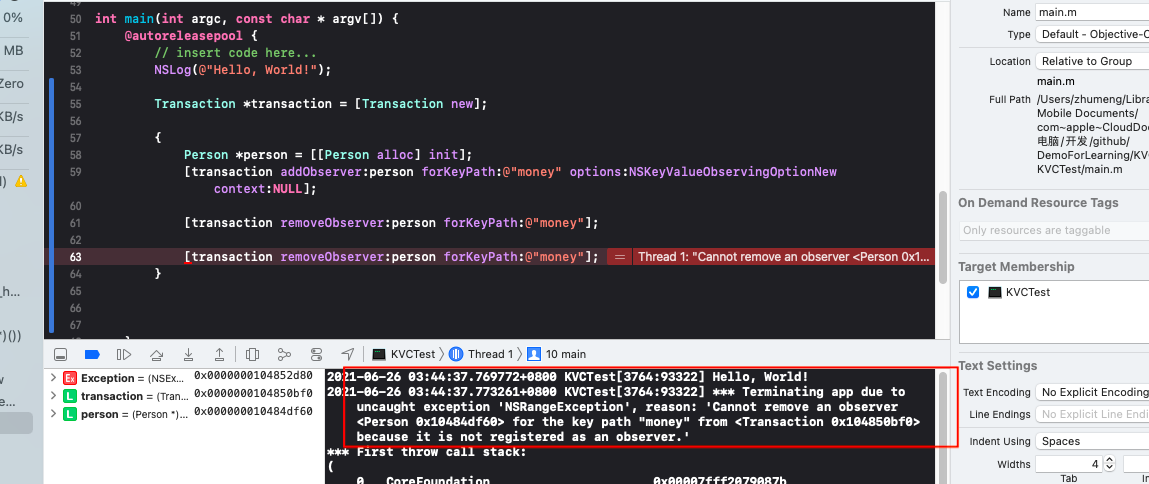 49
0%
MB
Zero
KB/s
KB/s
_h...
')())
e...
50 int main(int argc, const char * argv[]) {
51 @autoreleasepool {
52 // insert code here...
53 NSLog(@"Hello, World!");
54
55 Transaction *transaction = [Transaction new];
56
57 {
58 Person *person = [[Person alloc] init];
59 [transaction addObserver:person forKeyPath:@"money" options:NSKeyValueObservingOptionNew
context:NULL];
60
61 [transaction removeObserver:person forKeyPath:@"money"];
62
63 [transaction removeObserver:person forKeyPath:@"money"]; = Thread 1: "Cannot remove an observer <Person 0x1...
64 }
65
66
67
KVCTest Thread 1 10 main
Ex Exception = (NSEx... 0x0000000104852d80
L transaction = (Tran... 0x0000000104850bf0
L person = (Person *) 0x000000010484df60
2021-06-26 03:44:37.769772+0800 KVCTest[3764:93322] Hello, World!
2021-06-26 03:44:37.773261+0800 KVCTest[3764:93322] *** Terminating app due to
uncaught exception 'NSRangeException', reason: 'Cannot remove an observer
<Person 0x10484df60> for the key path "money" from <Transaction 0x104850bf0>
because it is not registered as an observer.'
*** First throw call stack:
(
0 CoreFoundation 0x00007fff2079087b
Name main.m
Type Default - Objective-C
Location Relative to Group
main.m
Full Path /Users/zhumeng/Libra
Mobile Documents/
com~apple~CloudDoc
电脑/开发/github/
DemoForLearning/KV
KVCTest/main.m
On Demand Resource Tags
Only resources are taggable
Target Membership
KVCTest
Text Settings
Text Encoding No Explicit Encoding
Line Endings No Explicit Line Endi
Indent Using Spaces
Widths 4
Tab In